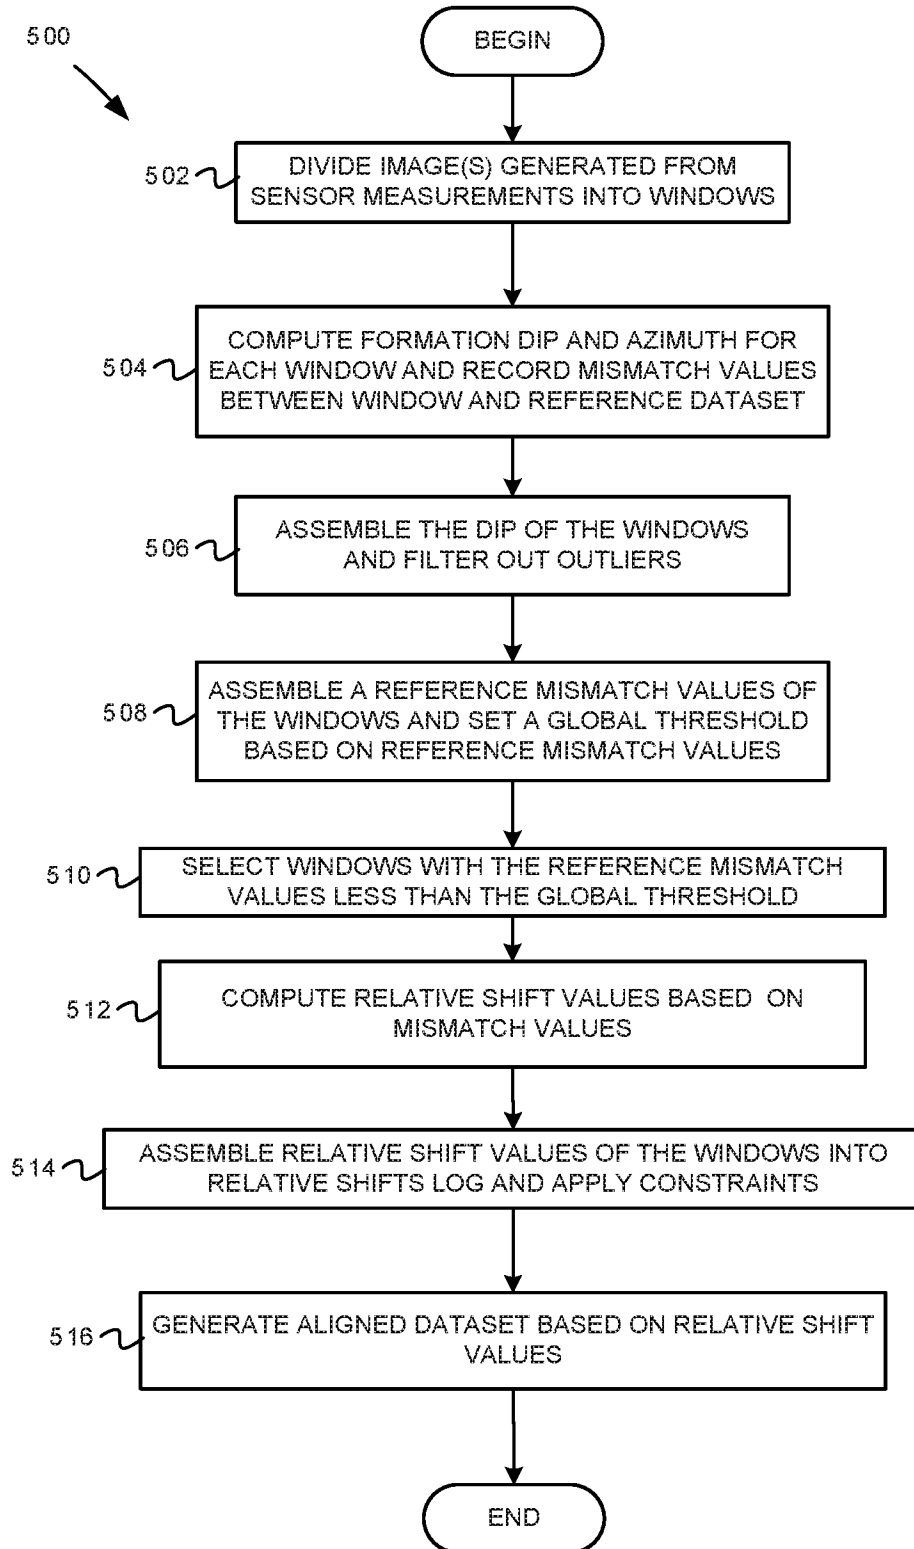 500
BEGIN
502
DIVIDE IMAGE(S) GENERATED FROM
SENSOR MEASUREMENTS INTO WINDOWS
504
COMPUTE FORMATION DIP AND AZIMUTH FOR
EACH WINDOW AND RECORD MISMATCH VALUES
BETWEEN WINDOW AND REFERENCE DATASET
506
ASSEMBLE THE DIP OF THE WINDOWS
AND FILTER OUT OUTLIERS
508
ASSEMBLE A REFERENCE MISMATCH VALUES OF
THE WINDOWS AND SET A GLOBAL THRESHOLD
BASED ON REFERENCE MISMATCH VALUES
510
SELECT WINDOWS WITH THE REFERENCE MISMATCH
VALUES LESS THAN THE GLOBAL THRESHOLD
512
COMPUTE RELATIVE SHIFT VALUES BASED ON
MISMATCH VALUES
514
ASSEMBLE RELATIVE SHIFT VALUES OF THE WINDOWS INTO
RELATIVE SHIFTS LOG AND APPLY CONSTRAINTS
516
GENERATE ALIGNED DATASET BASED ON RELATIVE SHIFT
VALUES
END